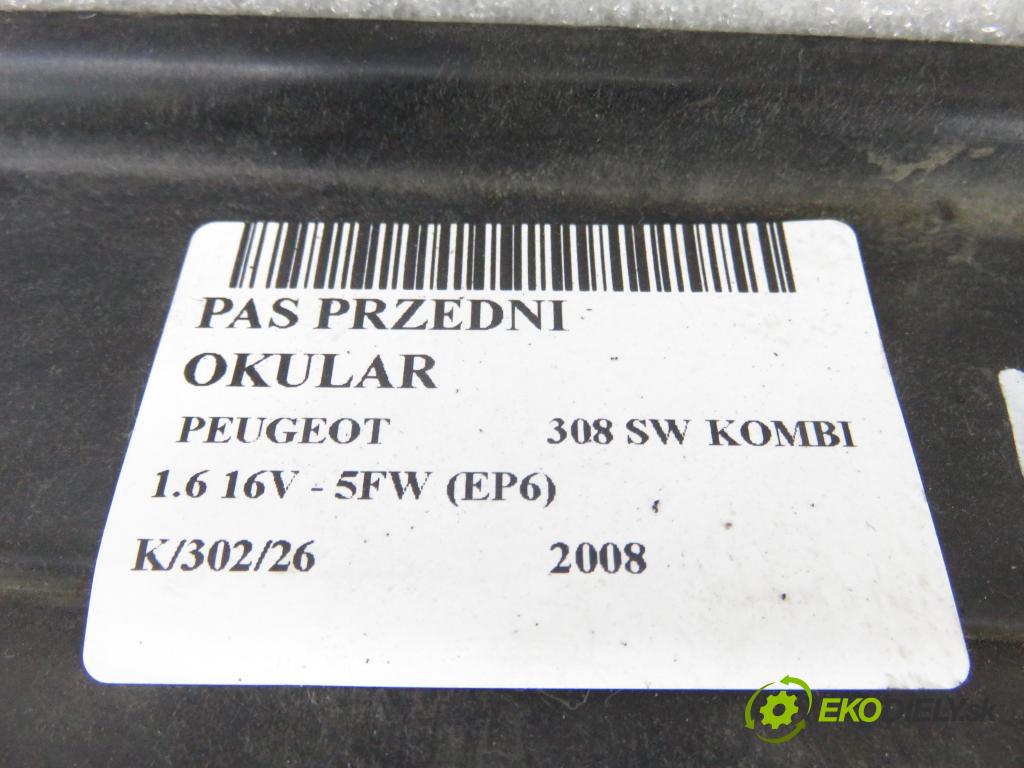 PAS PRZEDNI
OKULAR
PEUGEOT 308 SW KOMBI
1.6 16V - 5FW (EP6)
K/302/26 2008
EKODIELY.sk